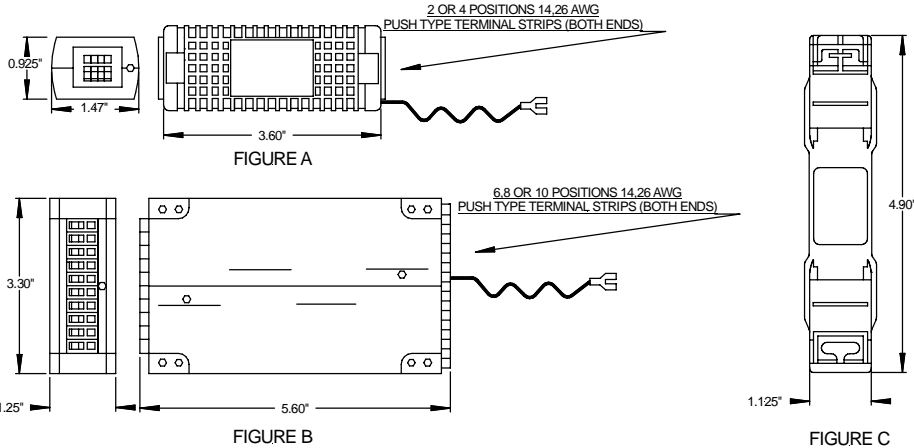 2 OR 4 POSITIONS 14,26 AWG
PUSH TYPE TERMINAL STRIPS (BOTH ENDS)
0.925"
1.47"
3.60"
FIGURE A
6,8 OR 10 POSITIONS 14,26 AWG
PUSH TYPE TERMINAL STRIPS (BOTH ENDS)
3.30"
1.25"
5.60"
FIGURE B
4.90"
1.125"
FIGURE C